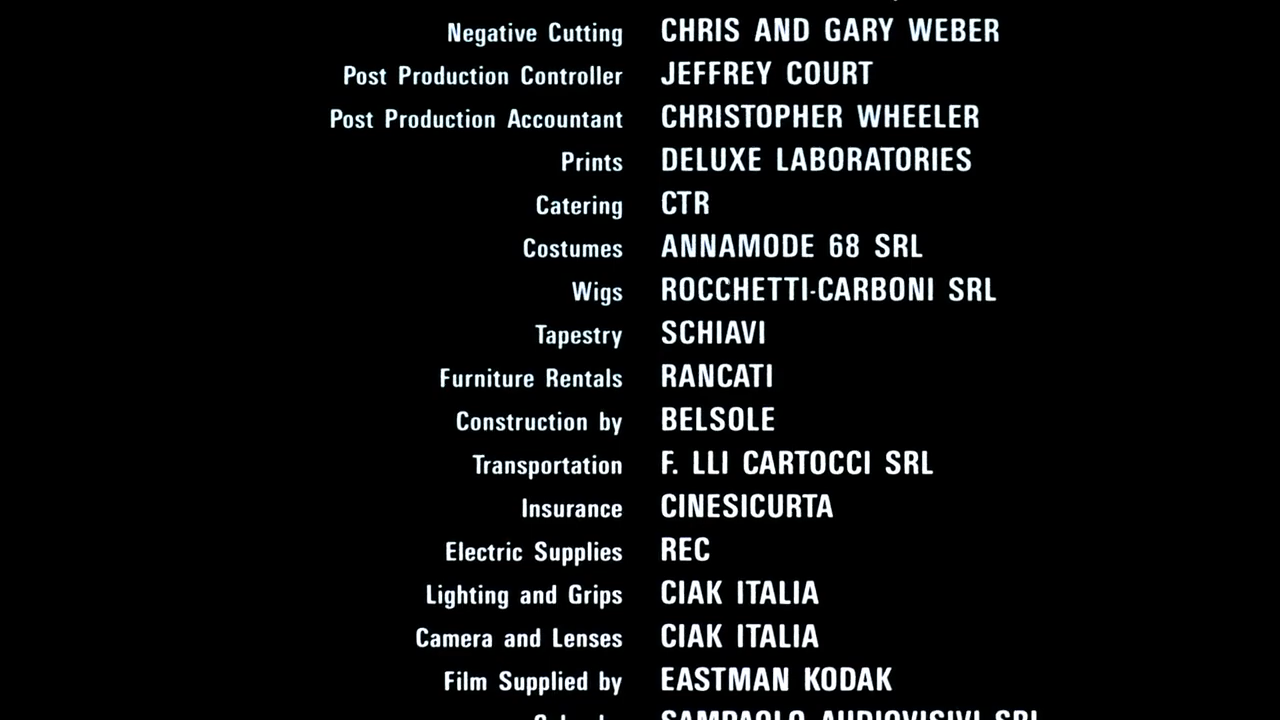 Negative Cutting CHRIS AND GARY WEBER
Post Production Controller JEFFREY COURT
Post Production Accountant CHRISTOPHER WHEELER
Prints DELUXE LABORATORIES
Catering CTR
Costumes ANNAMODE 68 SRL
Wigs ROCCHETTI-CARBONI SRL
Tapestry SCHIAVI
Furniture Rentals RANCATI
Construction by BELSOLE
Transportation F. LLI CARTOCCI SRL
Insurance CINESICURTA
Electric Supplies REC
Lighting and Grips CIAK ITALIA
Camera and Lenses CIAK ITALIA
Film Supplied by EASTMAN KODAK
SAMPAOLO AUDIOVISIVI SRL